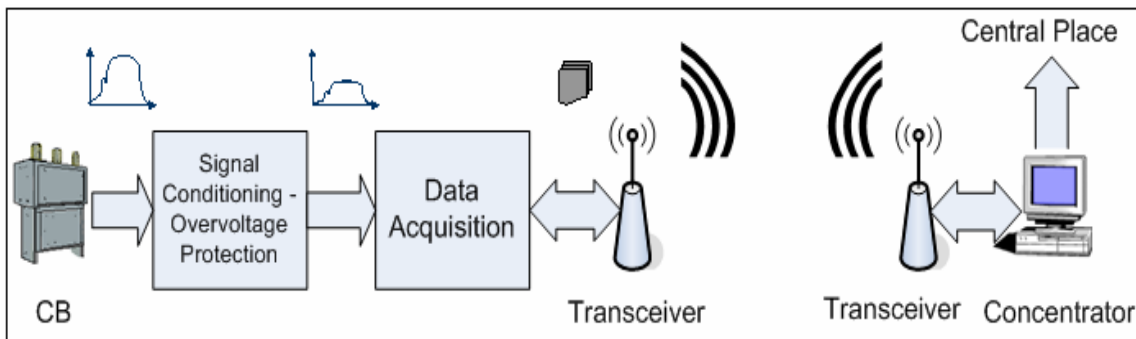 Central Place
Signal
Conditioning -
Overvoltage
Protection
Data
Acquisition
CB
Transceiver
Transceiver
Concentrator